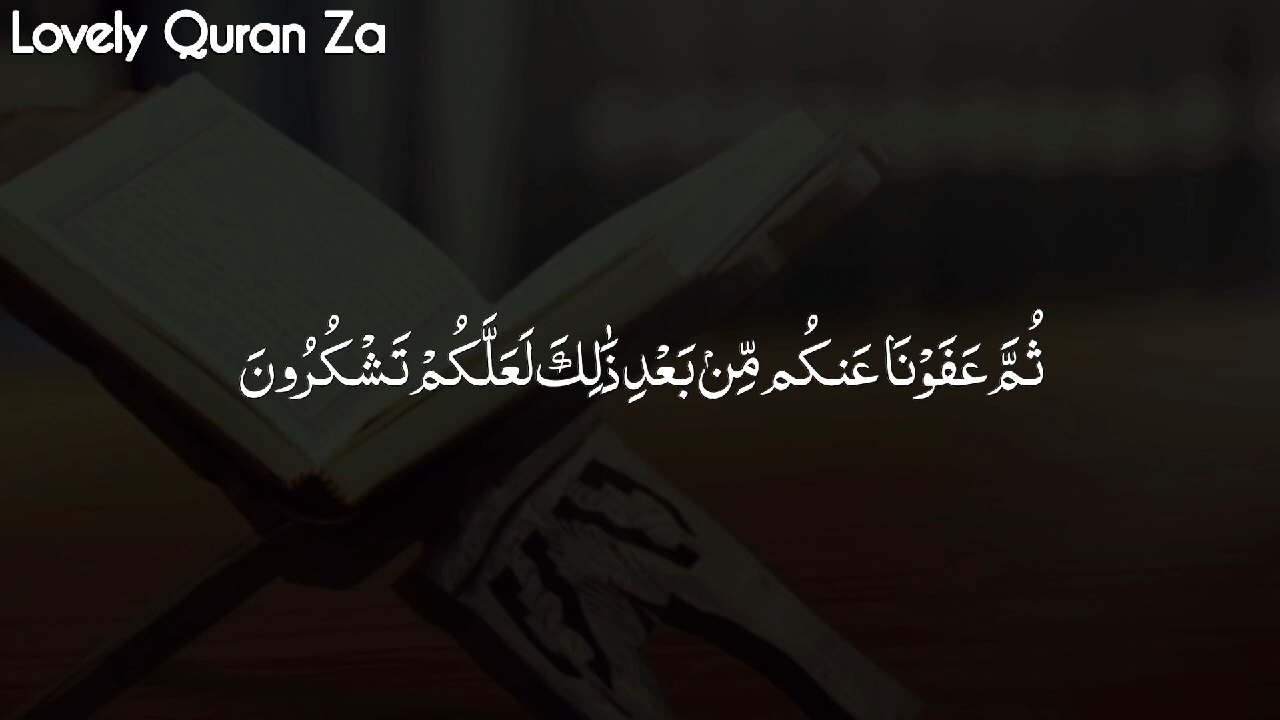 Lovely Quran Za
ثُمَّ عَفَوْنَا عَنكُم مِّنۢ بَعْدِ ذَٰلِكَ لَعَلَّكُمْ تَشْكُرُونَ